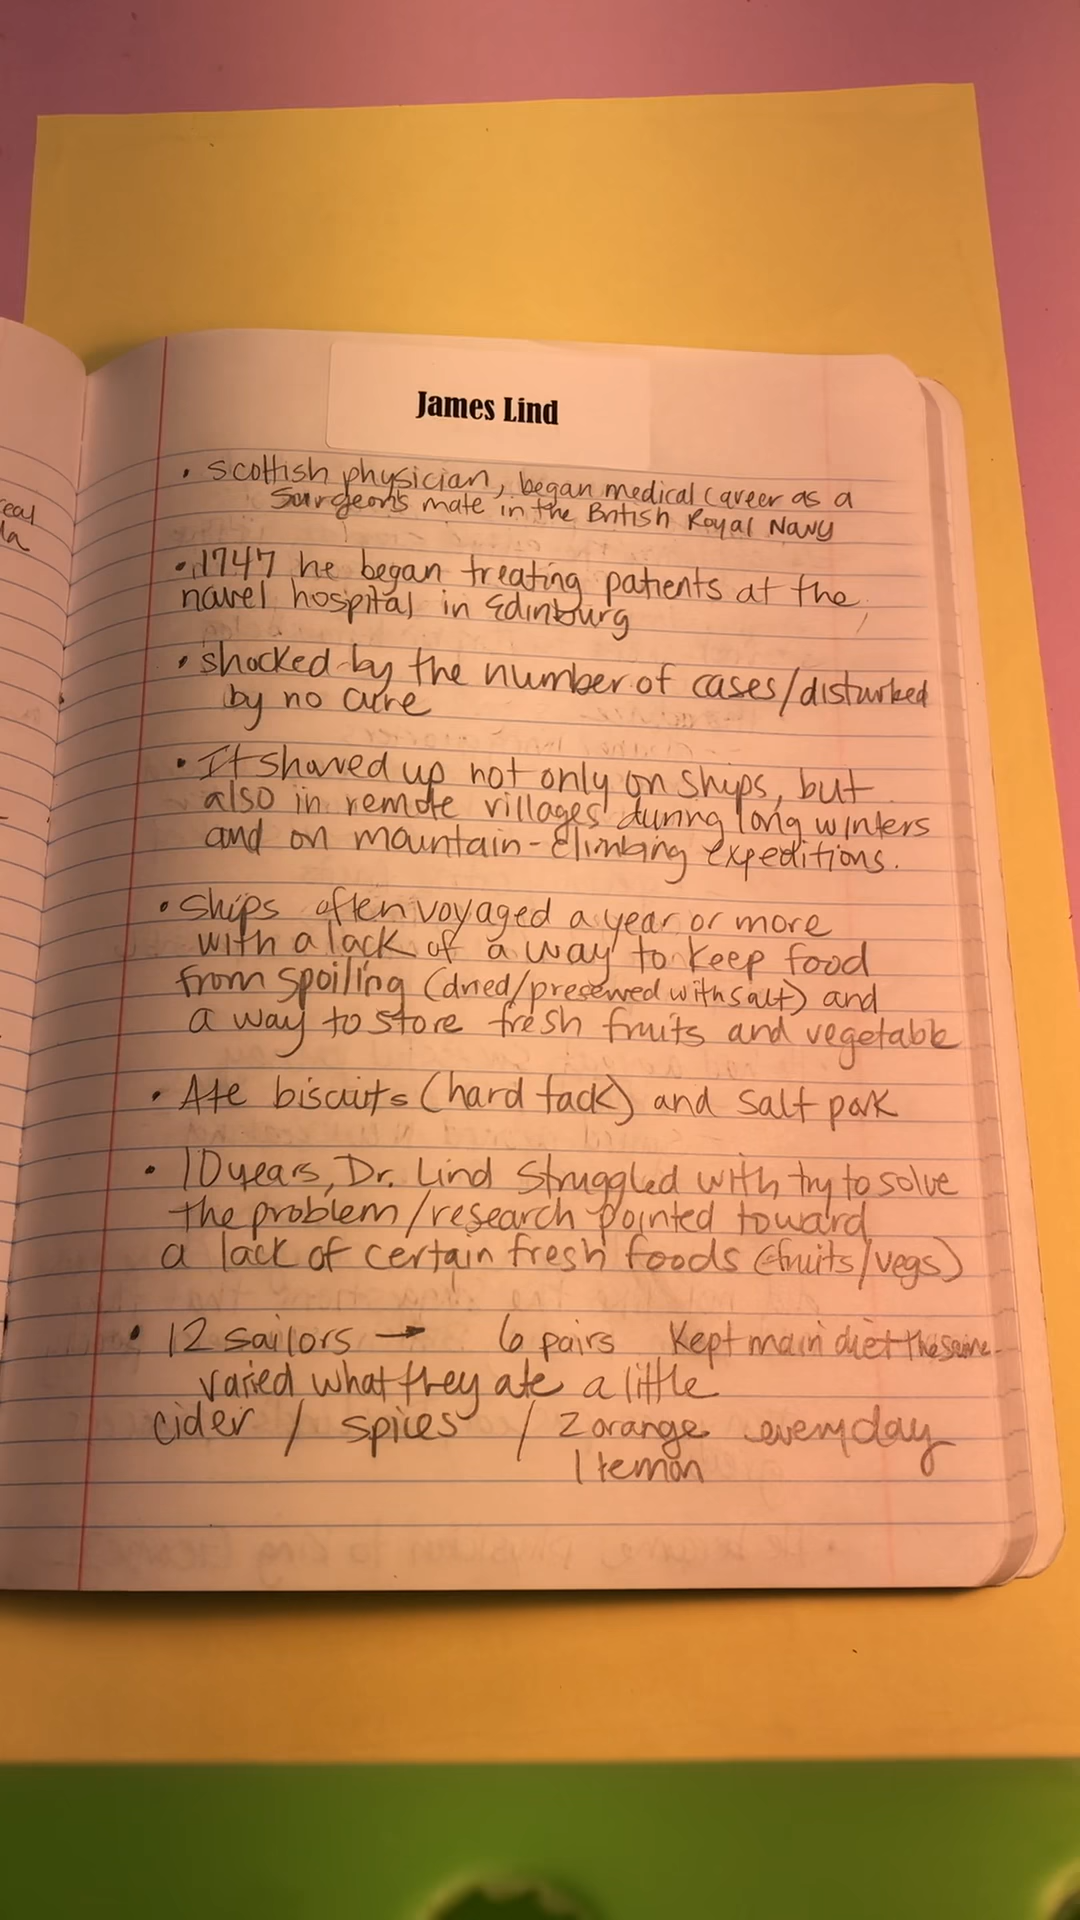 James Lind
• Scottish physician, began medical career as a
Surgeon's mate in the British Royal Navy
• 1747 he began treating patients at the
navel hospital in Edinburg
• shocked by the number of cases/disturbed
by no cure
• It showed up not only on ships, but
also in remote villages during long winters
and on mountain-climbing expeditions.
• Ships often voyaged a year or more
with a lack of a way to keep food
from spoiling (dried/preserved with salt) and
a way to store fresh fruits and vegetable
• Ate biscuits (hard tack) and salt pork
• 10 years, Dr. Lind Struggled with try to solve
the problem/research pointed toward
a lack of certain fresh foods (fruits/vegs)
• 12 sailors → 6 pairs Kept main diet the same
varied what they ate a little
cider / spices / 2 orange everyday
1 lemon
eal
la